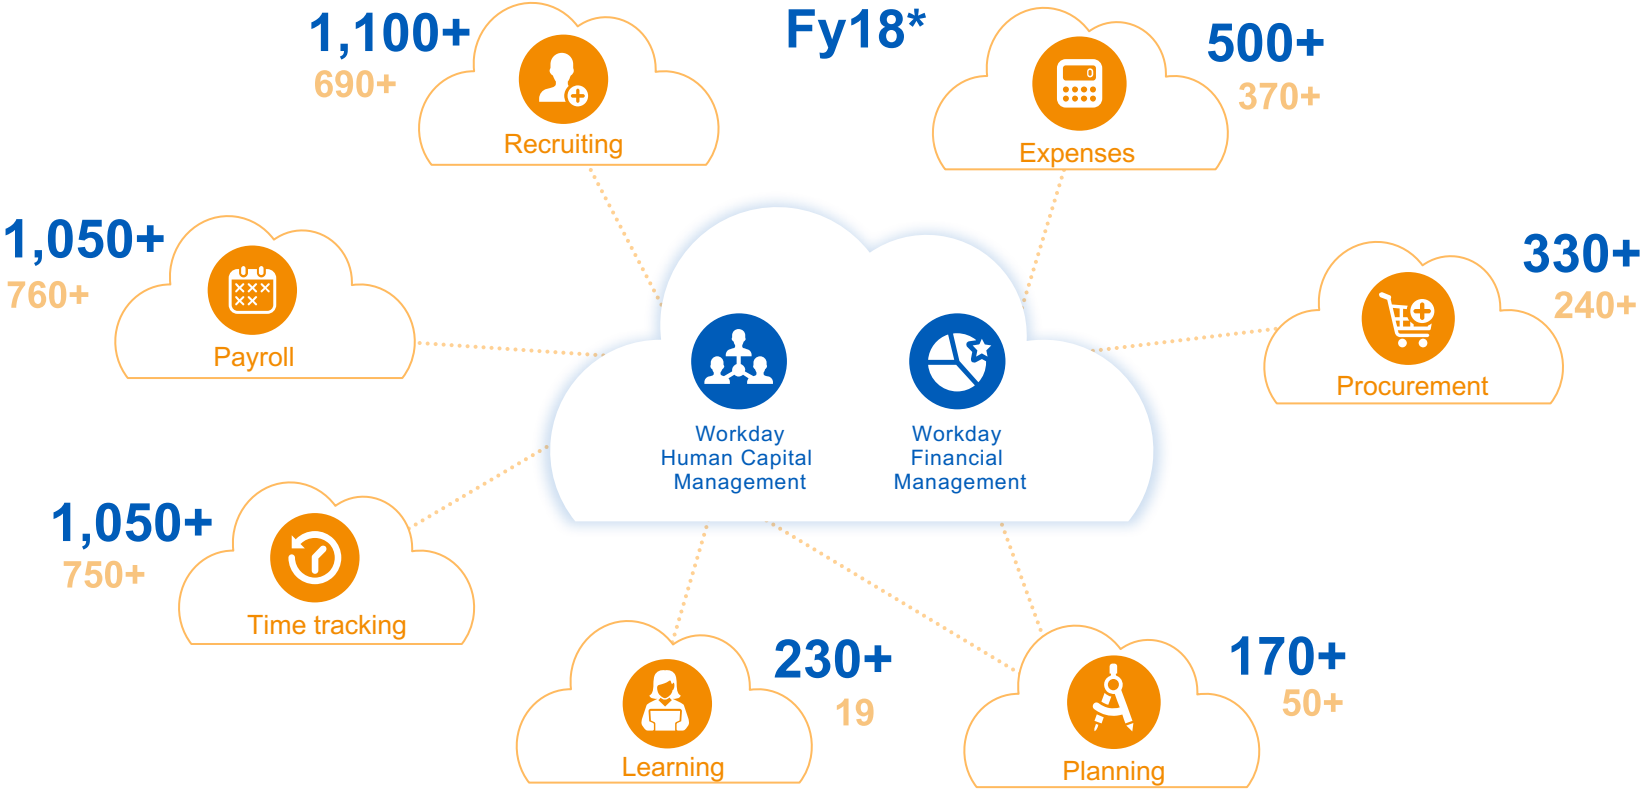 Fy18*
1,100+
690+
Recruiting
500+
370+
0
Expenses
1,050+
760+
Payroll
330+
240+
Procurement
Workday
Human Capital
Management
Workday
Financial
Management
1,050+
750+
Time tracking
230+
19
Learning
170+
50+
Planning